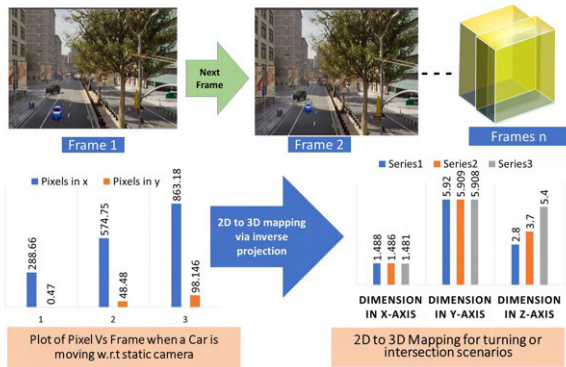 Next
Frame
Frame 1
Frame 2
Frames n
Pixels in x
Pixels in y
288.66
0.47
574.75
48.48
863.18
98.146
1
2
3
Plot of Pixel Vs Frame when a Car is
moving w.r.t static camera
2D to 3D mapping
via inverse
projection
Series1
Series2
Series3
1.488
1.486
1.481
5.92
5.909
5.908
2.8
3.7
5.4
DIMENSION
IN X-AXIS
DIMENSION
IN Y-AXIS
DIMENSION
IN Z-AXIS
2D to 3D Mapping for turning or
intersection scenarios